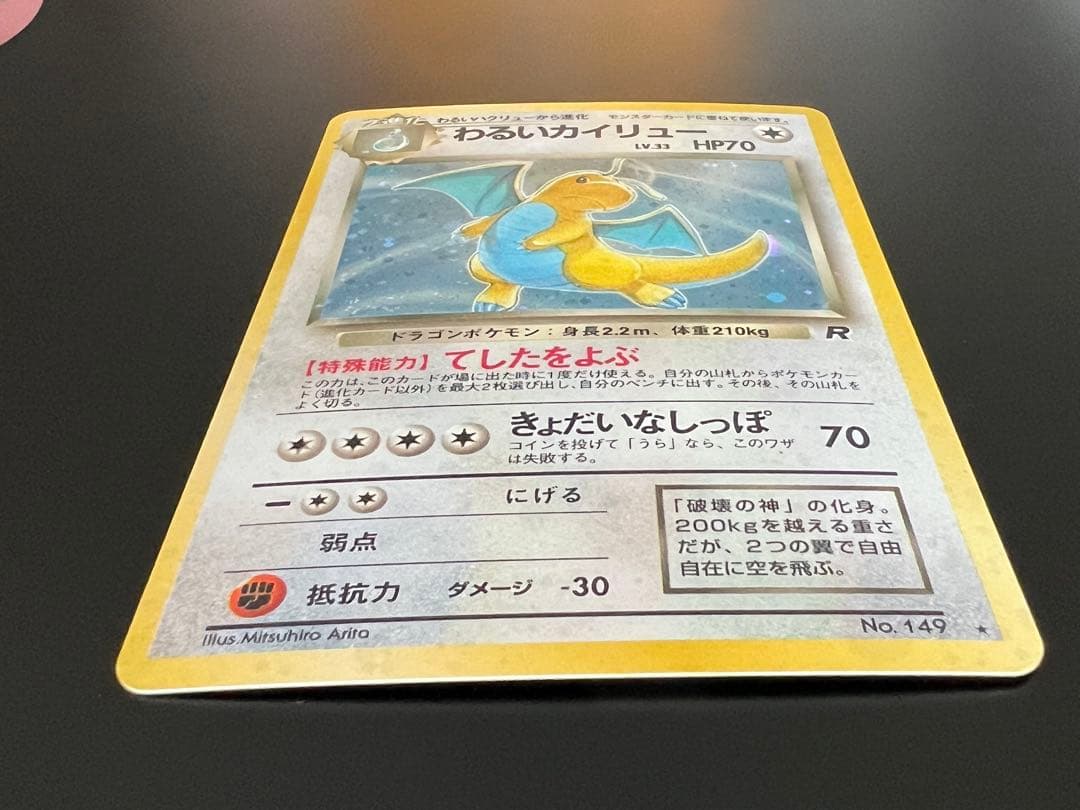 わるいハクリューから進化 モンスターカードに重ねて使います。
わるいカイリュー
LV.33 HP70
ドラゴンポケモン：身長2.2m、体重210kg
R
【特殊能力】てしたをよぶ
この力は、このカードが場に出た時に1度だけ使える。自分の山札からポケモンカー
ド（進化カード以外）を最大2枚選び出し、自分のベンチに出す。その後、その山札を
よく切る。
きょだいなしっぽ 70
コインを投げて「うら」なら、このワザ
は失敗する。
にげる
弱点
抵抗力 ダメージ -30
「破壊の神」の化身。
200kgを越える重さ
だが、2つの翼で自由
自在に空を飛ぶ。
Illus. Mitsuhiro Arita
No. 149 ★